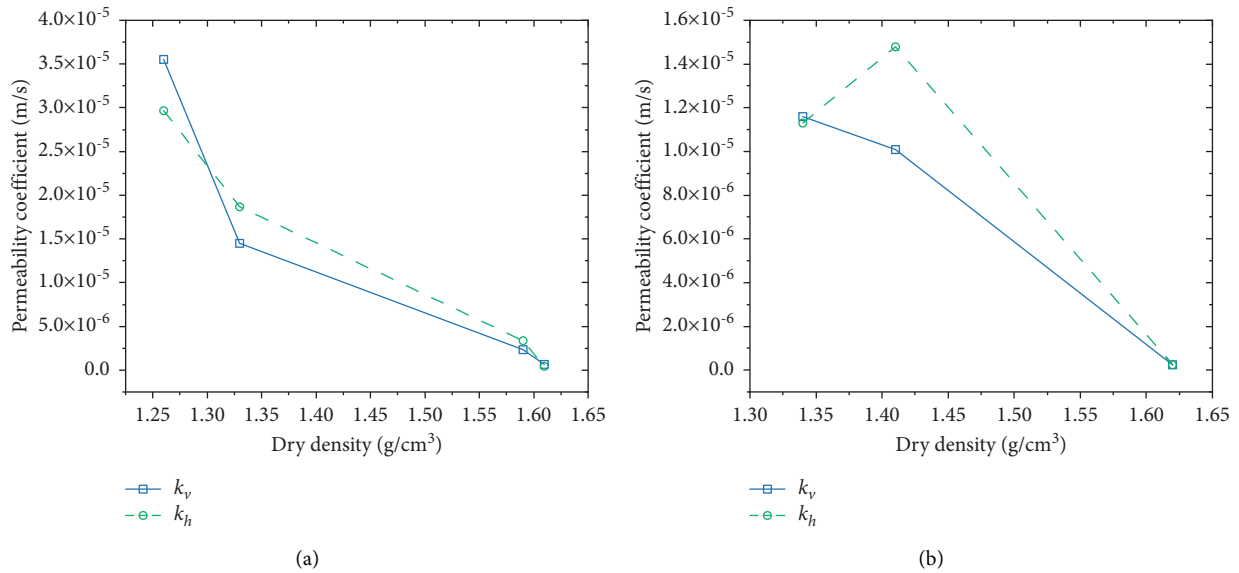 Permeability coefficient (m/s)
4.0×10⁻⁵
3.5×10⁻⁵
3.0×10⁻⁵
2.5×10⁻⁵
2.0×10⁻⁵
1.5×10⁻⁵
1.0×10⁻⁵
5.0×10⁻⁶
0.0
1.25 1.30 1.35 1.40 1.45 1.50 1.55 1.60 1.65
Dry density (g/cm³)
kᵥ
kₕ
(a)
Permeability coefficient (m/s)
1.6×10⁻⁵
1.4×10⁻⁵
1.2×10⁻⁵
1.0×10⁻⁵
8.0×10⁻⁶
6.0×10⁻⁶
4.0×10⁻⁶
2.0×10⁻⁶
0.0
1.30 1.35 1.40 1.45 1.50 1.55 1.60 1.65
Dry density (g/cm³)
kᵥ
kₕ
(b)